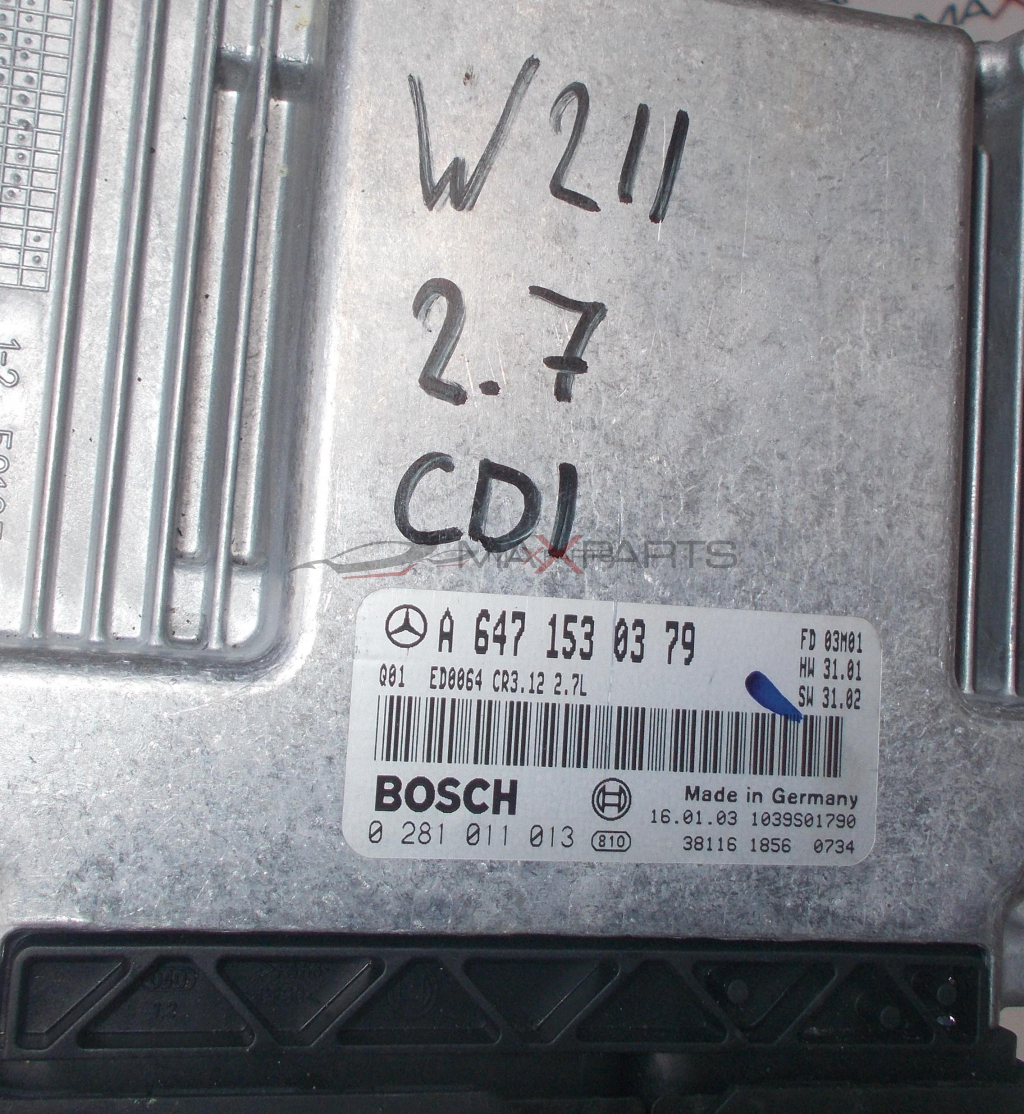 W211
2.7
CDI
MAXXPARTS
A 647 153 03 79
FD 03M01
HW 31.01
Q01 ED0064 CR3.12 2.7L
SW 31.02
BOSCH
Made in Germany
16.01.03 1039S01790
0 281 011 013 810
38116 1856 0734